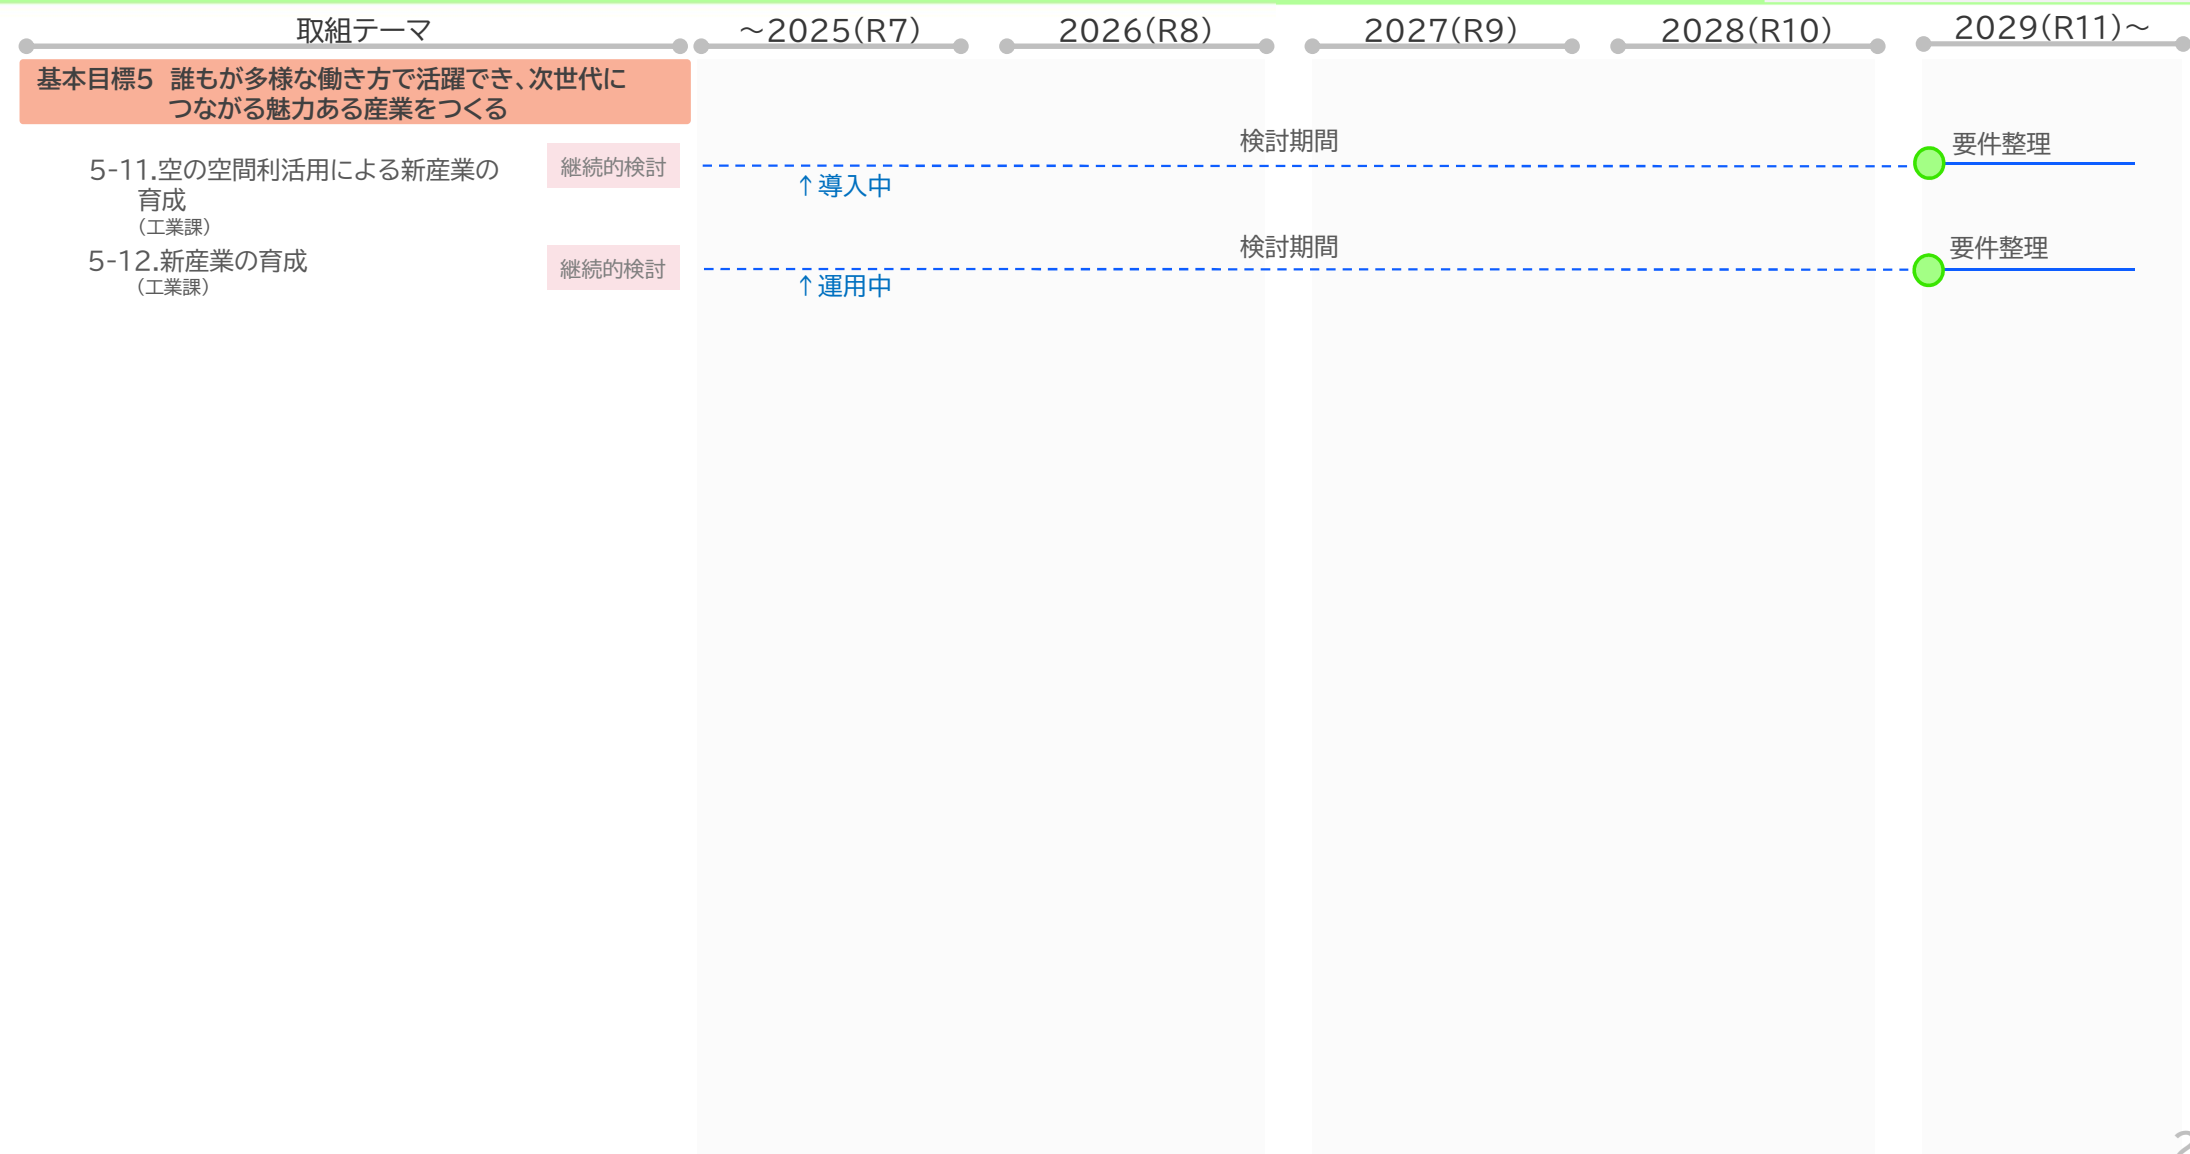 取組テーマ ～2025(R7) 2026(R8) 2027(R9) 2028(R10) 2029(R11)～
基本目標5 誰もが多様な働き方で活躍でき、次世代に
つながる魅力ある産業をつくる
5-11.空の空間利活用による新産業の
育成
(工業課)
継続的検討
検討期間
↑導入中
要件整理
5-12.新産業の育成
(工業課)
継続的検討
検討期間
↑運用中
要件整理